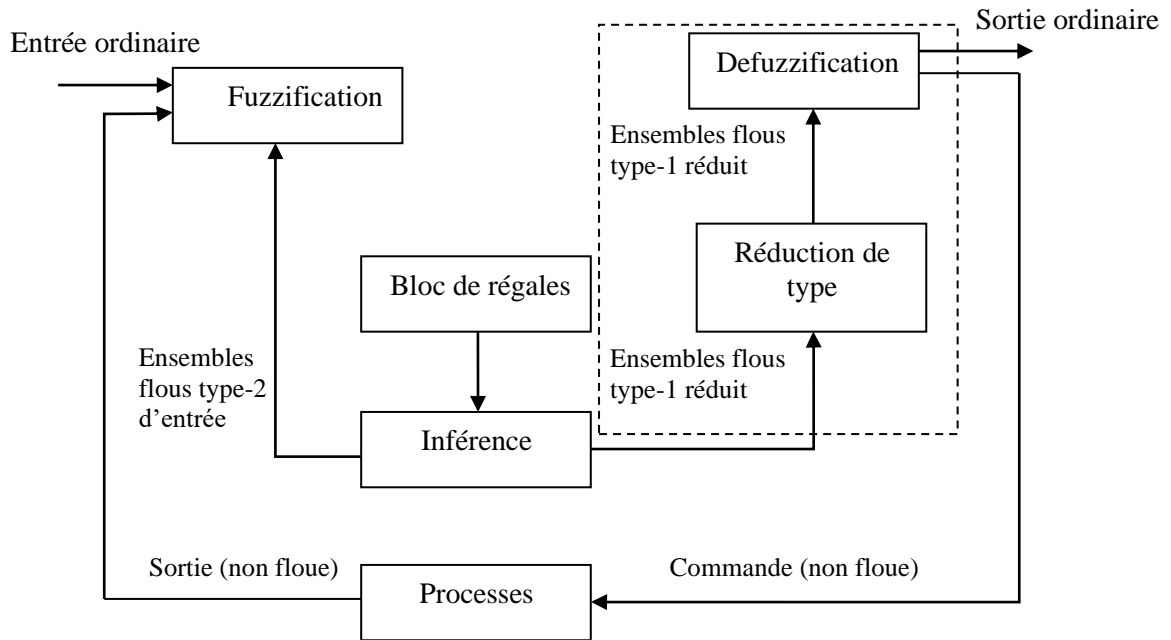 Entrée ordinaire
Sortie ordinaire
Fuzzification
Defuzzification
Ensembles flous
type-1 réduit
Réduction de
type
Bloc de régales
Ensembles flous
type-1 réduit
Ensembles
flous type-2
d’entrée
Inférence
Sortie (non floue)
Commande (non floue)
Processes